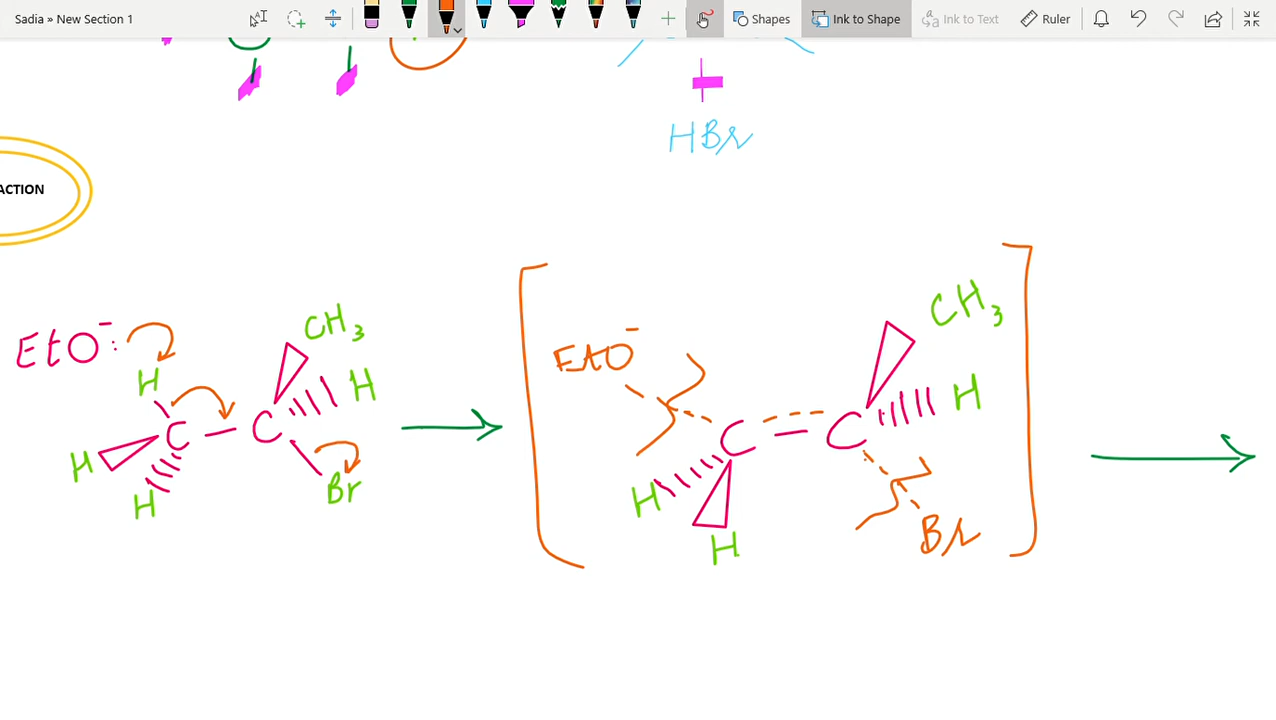 Sadia » New Section 1
Shapes
Ink to Shape
Ink to Text
Ruler
HBr
ACTION
EtO⁻:
H
CH₃
H
C — C
H
H
Br
EtO⁻
CH₃
H
C — C
H
H
Br